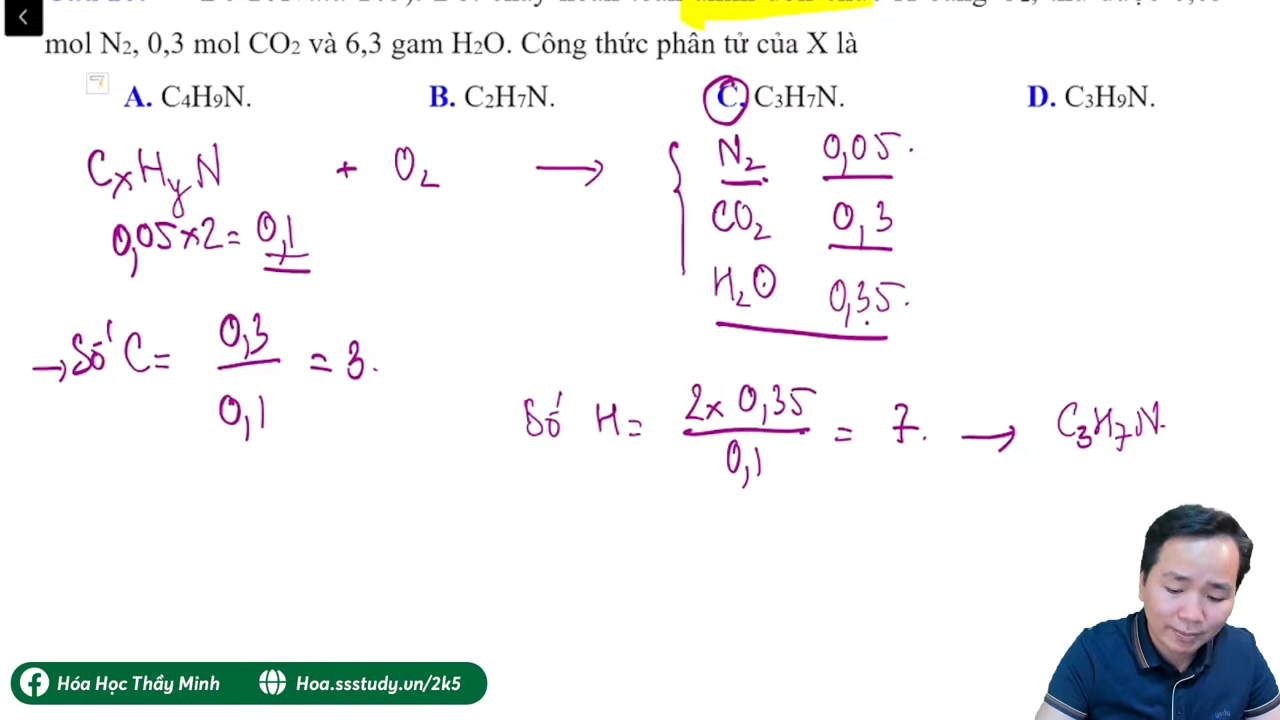 mol N₂, 0,3 mol CO₂ và 6,3 gam H₂O. Công thức phân tử của X là
A. C₄H₉N. B. C₂H₇N. C. C₃H₇N. D. C₃H₉N.
CₓHᵧN + O₂ → { N₂ 0,05.
0,05×2 = 0,1
CO₂ 0,3
H₂O 0,35.
→ Số C = 0,3 / 0,1 = 3.
Số H = 2×0,35 / 0,1 = 7. → C₃H₇N.
Hóa Học Thầy Minh Hoa.ssstudy.vn/2k5